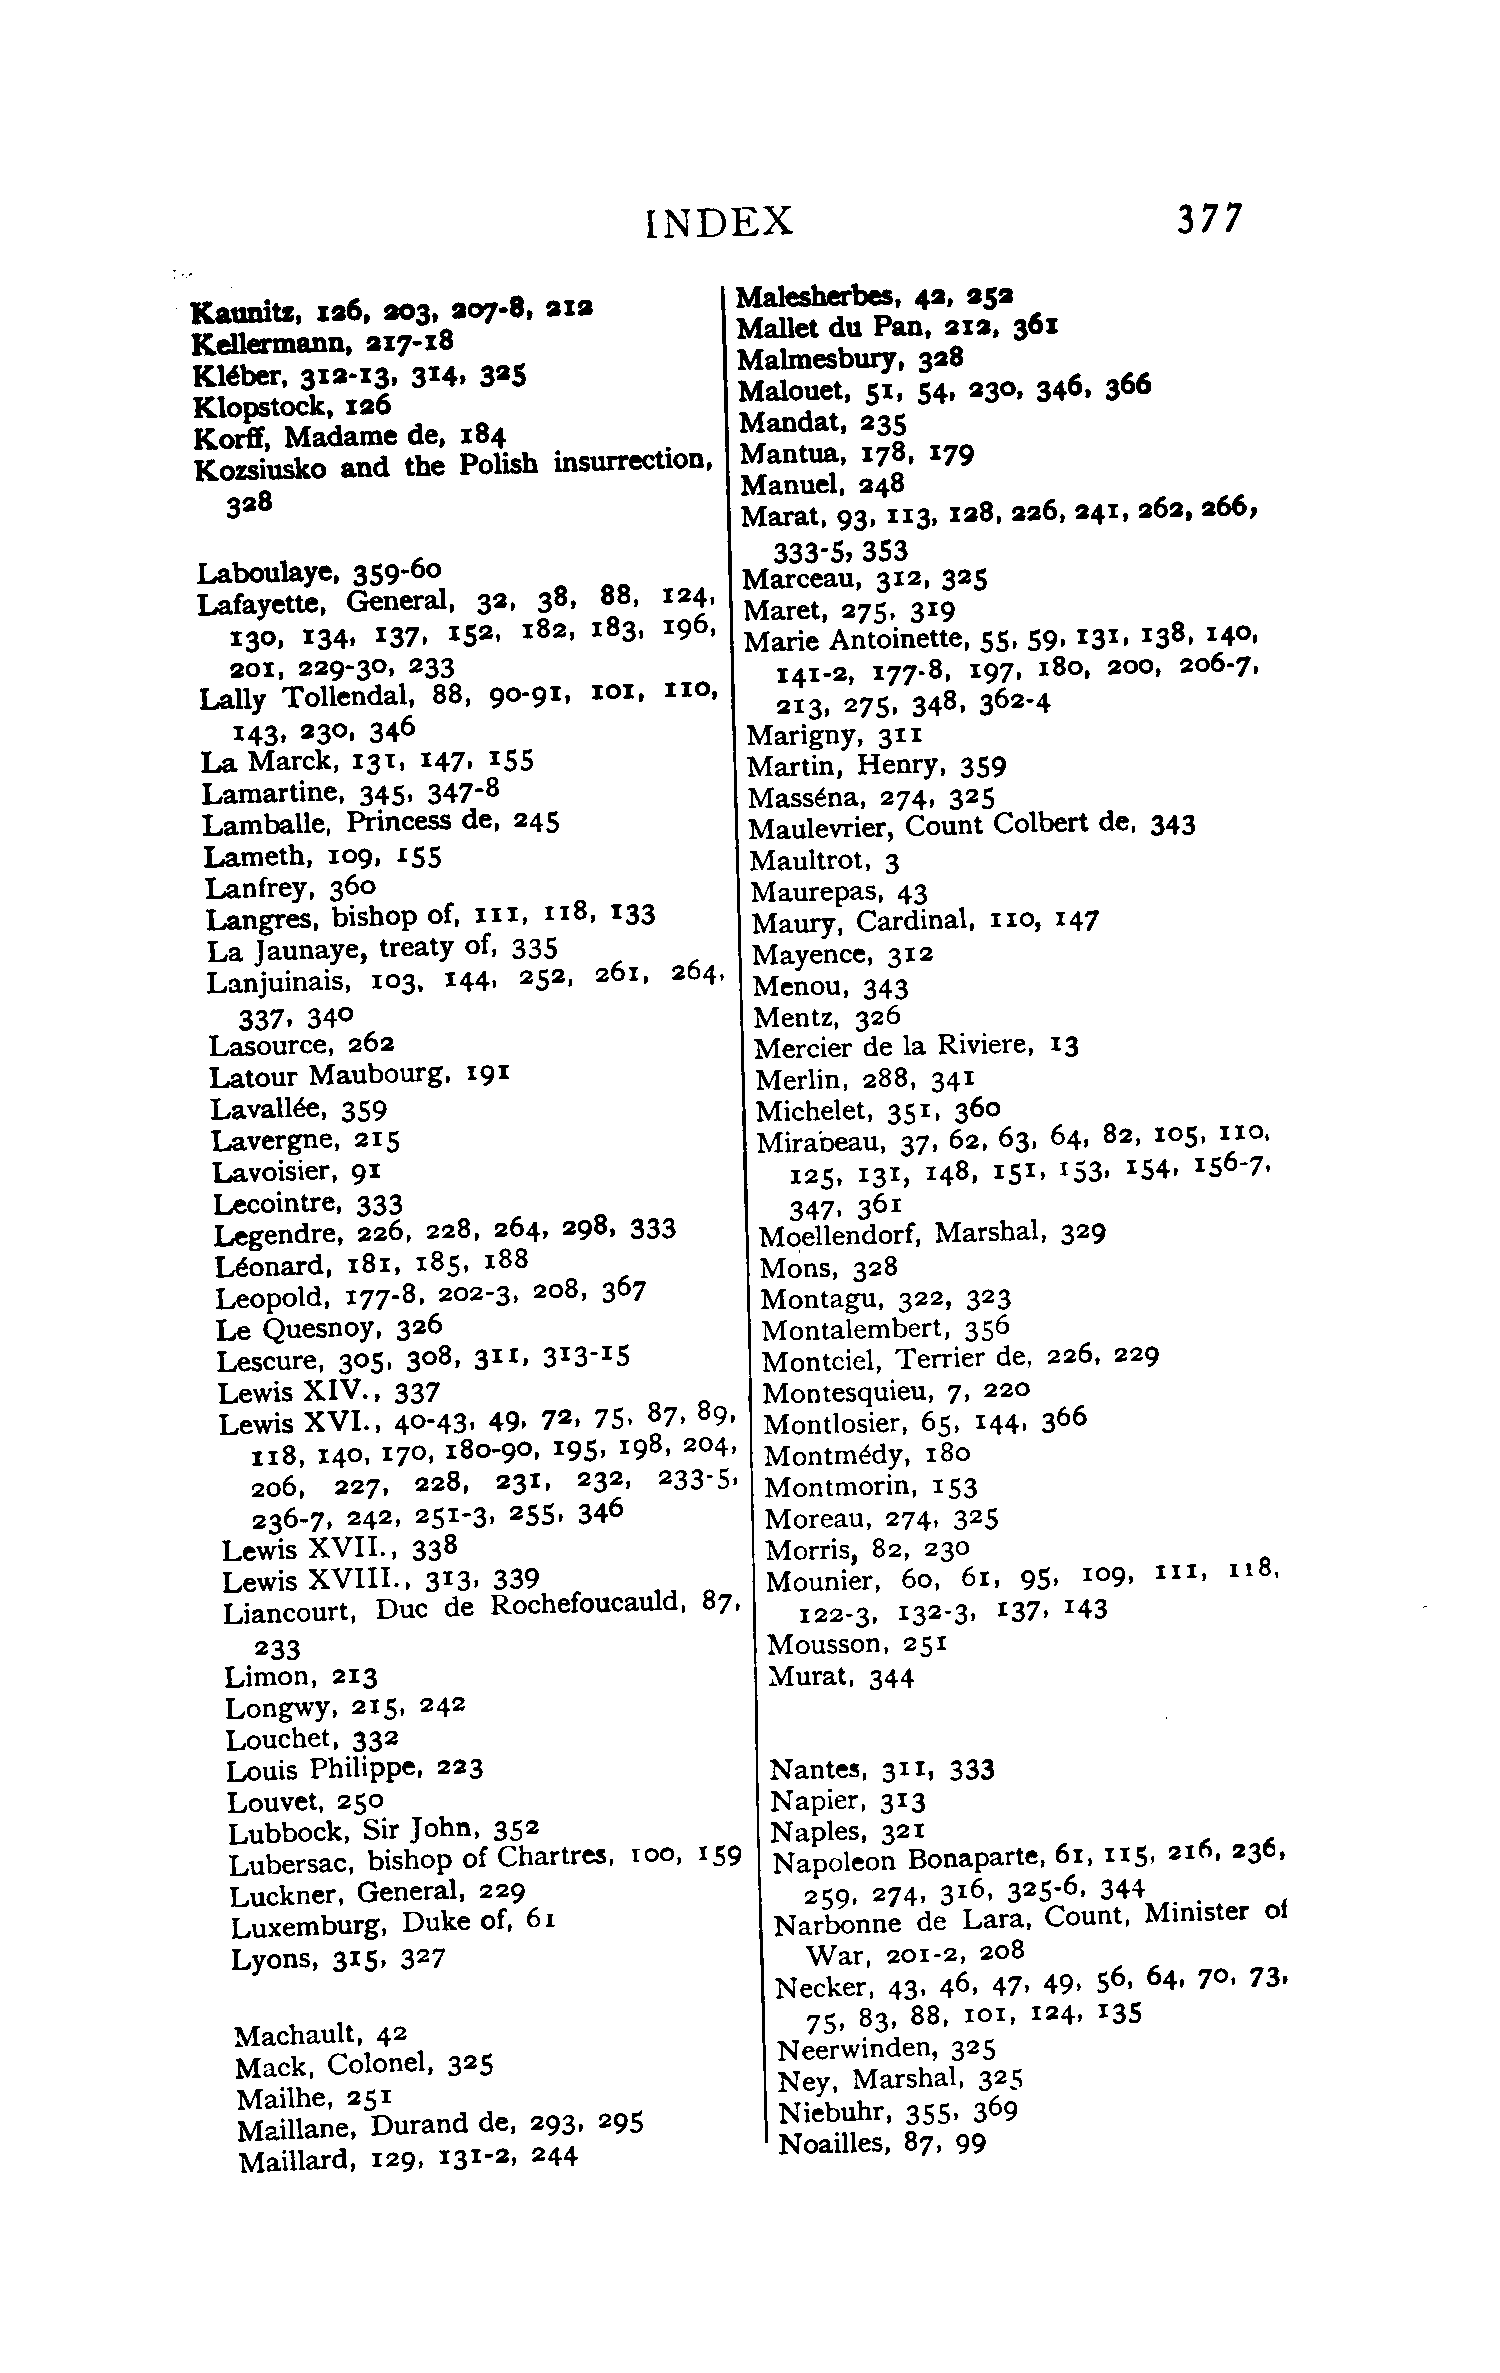 INDEX 377
Kaunitz, 126, 203, 207-8, 212
Kellermann, 217-18
Kléber, 312-13, 314, 325
Klopstock, 126
Korff, Madame de, 184
Kozsiusko and the Polish insurrection,
328
Laboulaye, 359-60
Lafayette, General, 32, 38, 88, 124,
130, 134, 137, 152, 182, 183, 196,
201, 229-30, 233
Lally Tollendal, 88, 90-91, 101, 110,
143, 230, 346
La Marck, 131, 147, 155
Lamartine, 345, 347-8
Lamballe, Princess de, 245
Lameth, 109, 155
Lanfrey, 360
Langres, bishop of, 111, 118, 133
La Jaunaye, treaty of, 335
Lanjuinais, 103, 144, 252, 261, 264,
337, 340
Lasource, 262
Latour Maubourg, 191
Lavallée, 359
Lavergne, 215
Lavoisier, 91
Lecointre, 333
Legendre, 226, 228, 264, 298, 333
Léonard, 181, 185, 188
Leopold, 177-8, 202-3, 208, 367
Le Quesnoy, 326
Lescure, 305, 308, 311, 313-15
Lewis XIV., 337
Lewis XVI., 40-43, 49, 72, 75, 87, 89,
118, 140, 170, 180-90, 195, 198, 204,
206, 227, 228, 231, 232, 233-5,
236-7, 242, 251-3, 255, 346
Lewis XVII., 338
Lewis XVIII., 313, 339
Liancourt, Duc de Rochefoucauld, 87,
233
Limon, 213
Longwy, 215, 242
Louchet, 332
Louis Philippe, 223
Louvet, 250
Lubbock, Sir John, 352
Lubersac, bishop of Chartres, 100, 159
Luckner, General, 229
Luxemburg, Duke of, 61
Lyons, 315, 327
Machault, 42
Mack, Colonel, 325
Mailhe, 251
Maillane, Durand de, 293, 295
Maillard, 129, 131-2, 244
Malesherbes, 42, 252
Mallet du Pan, 212, 361
Malmesbury, 328
Malouet, 51, 54, 230, 346, 366
Mandat, 235
Mantua, 178, 179
Manuel, 248
Marat, 93, 113, 128, 226, 241, 262, 266,
333-5, 353
Marceau, 312, 325
Maret, 275, 319
Marie Antoinette, 55, 59, 131, 138, 140,
141-2, 177-8, 197, 180, 200, 206-7,
213, 275, 348, 362-4
Marigny, 311
Martin, Henry, 359
Masséna, 274, 325
Maulevrier, Count Colbert de, 343
Maultrot, 3
Maurepas, 43
Maury, Cardinal, 110, 147
Mayence, 312
Menou, 343
Mentz, 326
Mercier de la Riviere, 13
Merlin, 288, 341
Michelet, 351, 360
Mirabeau, 37, 62, 63, 64, 82, 105, 110,
125, 131, 148, 151, 153, 154, 156-7,
347, 361
Moellendorf, Marshal, 329
Mons, 328
Montagu, 322, 323
Montalembert, 356
Montciel, Terrier de, 226, 229
Montesquieu, 7, 220
Montlosier, 65, 144, 366
Montmédy, 180
Montmorin, 153
Moreau, 274, 325
Morris, 82, 230
Mounier, 60, 61, 95, 109, 111, 118,
122-3, 132-3, 137, 143
Mousson, 251
Murat, 344
Nantes, 311, 333
Napier, 313
Naples, 321
Napoleon Bonaparte, 61, 115, 216, 236,
259, 274, 316, 325-6, 344
Narbonne de Lara, Count, Minister of
War, 201-2, 208
Necker, 43, 46, 47, 49, 56, 64, 70, 73,
75, 83, 88, 101, 124, 135
Neerwinden, 325
Ney, Marshal, 325
Niebuhr, 355, 369
Noailles, 87, 99